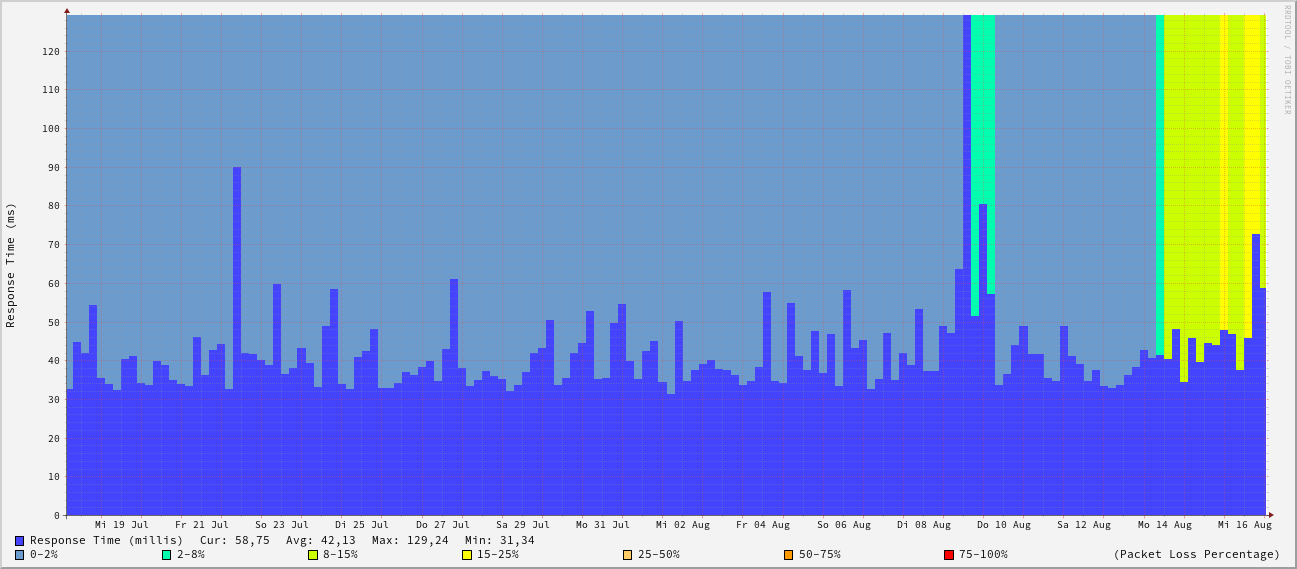 RRDTOOL / TOBI OETIKER
Response Time (ms)
120
110
100
90
80
70
60
50
40
30
20
10
0
Mi 19 Jul Fr 21 Jul So 23 Jul Di 25 Jul Do 27 Jul Sa 29 Jul Mo 31 Jul Mi 02 Aug Fr 04 Aug So 06 Aug Di 08 Aug Do 10 Aug Sa 12 Aug Mo 14 Aug Mi 16 Aug
Response Time (millis) Cur: 58,75 Avg: 42,13 Max: 129,24 Min: 31,34
0-2% 2-8% 8-15% 15-25% 25-50% 50-75% 75-100% (Packet Loss Percentage)